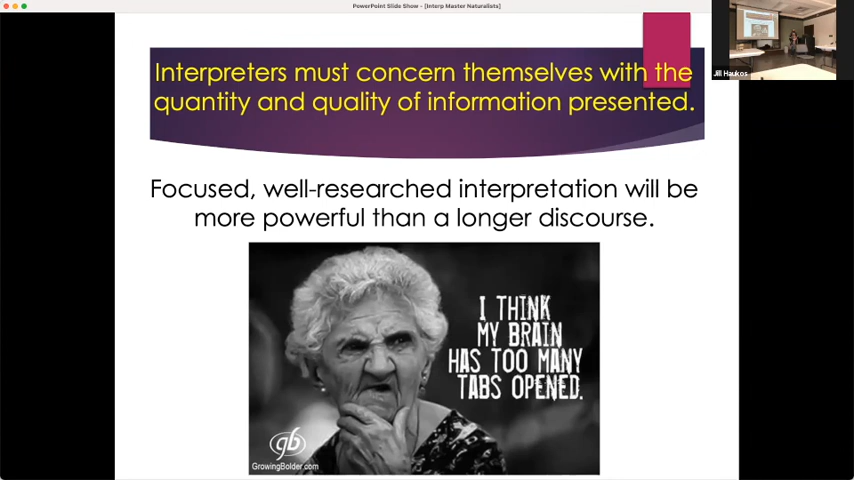 PowerPoint Slide Show - [Interp Master Naturalists]
Interpreters must concern themselves with the
quantity and quality of information presented.
Jill Haukos
Focused, well-researched interpretation will be
more powerful than a longer discourse.
I THINK
MY BRAIN
HAS TOO MANY
TABS OPENED.
gb
GrowingBolder.com